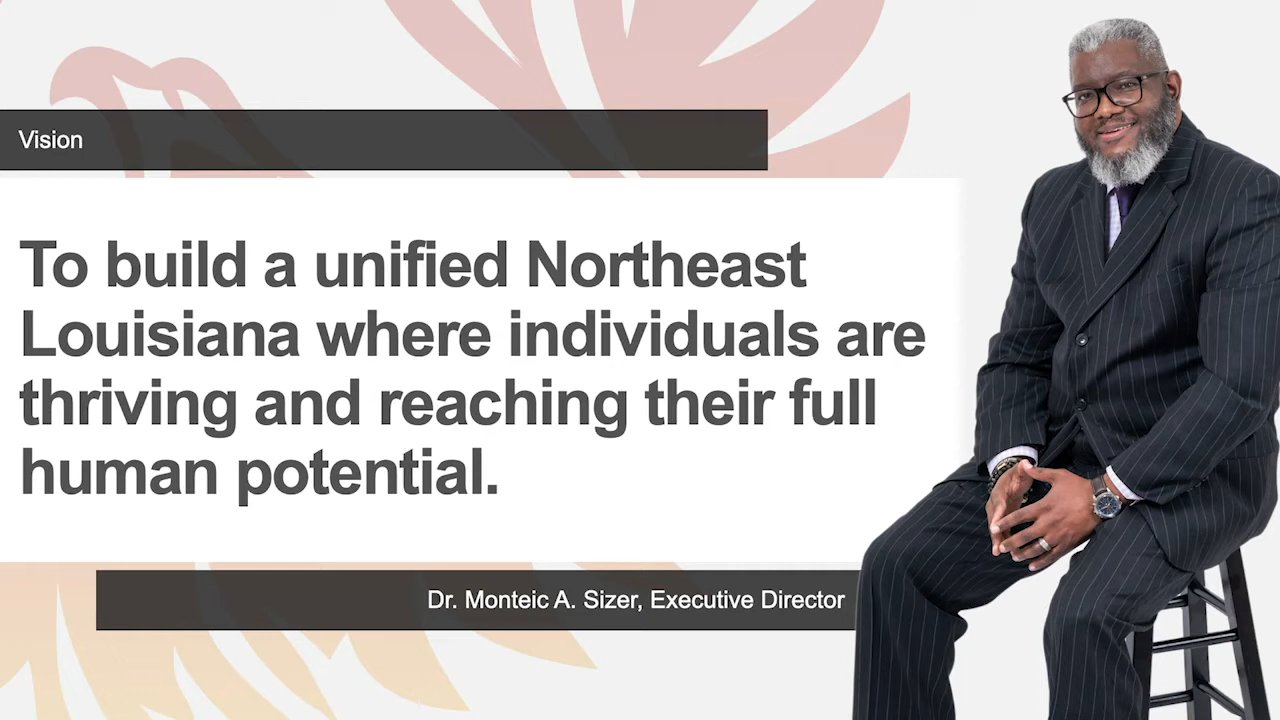 Vision
To build a unified Northeast
Louisiana where individuals are
thriving and reaching their full
human potential.
Dr. Monteic A. Sizer, Executive Director